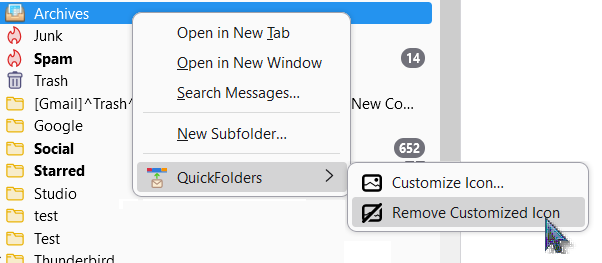 Archives
Junk
Spam
14
Trash
[Gmail]^Trash^
New Co...
Google
Social
652
Starred
Studio
test
Test
Thunderbird
Open in New Tab
Open in New Window
Search Messages...
New Subfolder...
QuickFolders
Customize Icon...
Remove Customized Icon